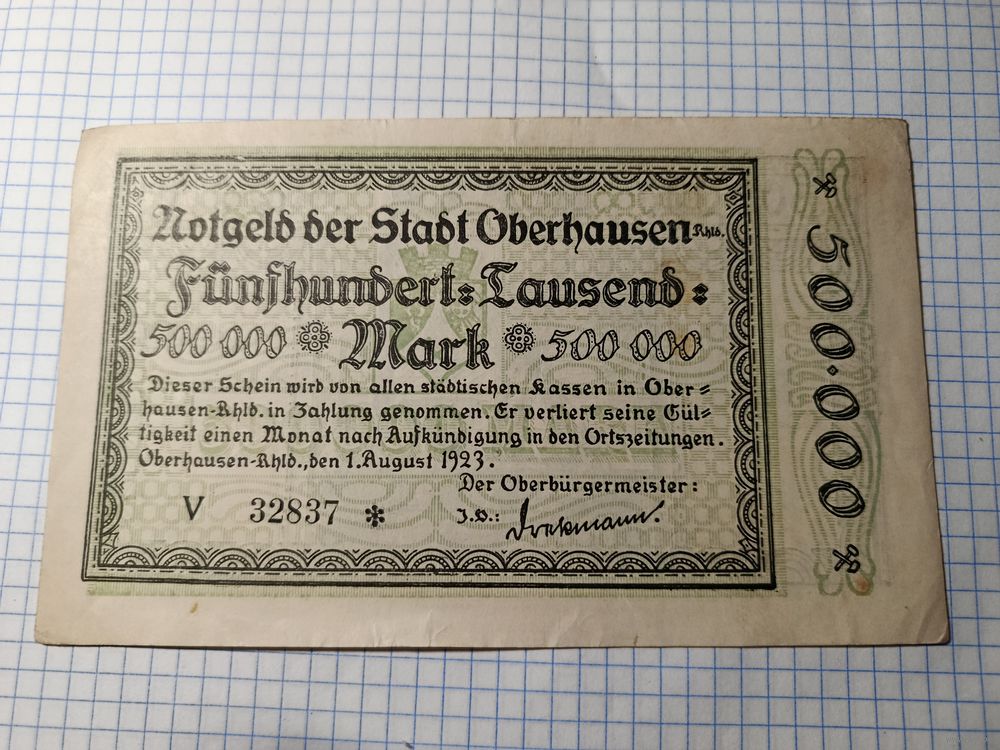 Notgeld der Stadt Oberhausen Rhld.
Fünfhundert-Tausend
500 000 Mark 500 000
Dieser Schein wird von allen städtischen Kassen in Ober=
hausen-Rhld. in Zahlung genommen. Er verliert seine Gül=
tigkeit einen Monat nach Aufkündigung in den Ortszeitungen.
Oberhausen-Rhld., den 1. August 1923.
Der Oberbürgermeister:
V 32837 *
J.V.:
500.000